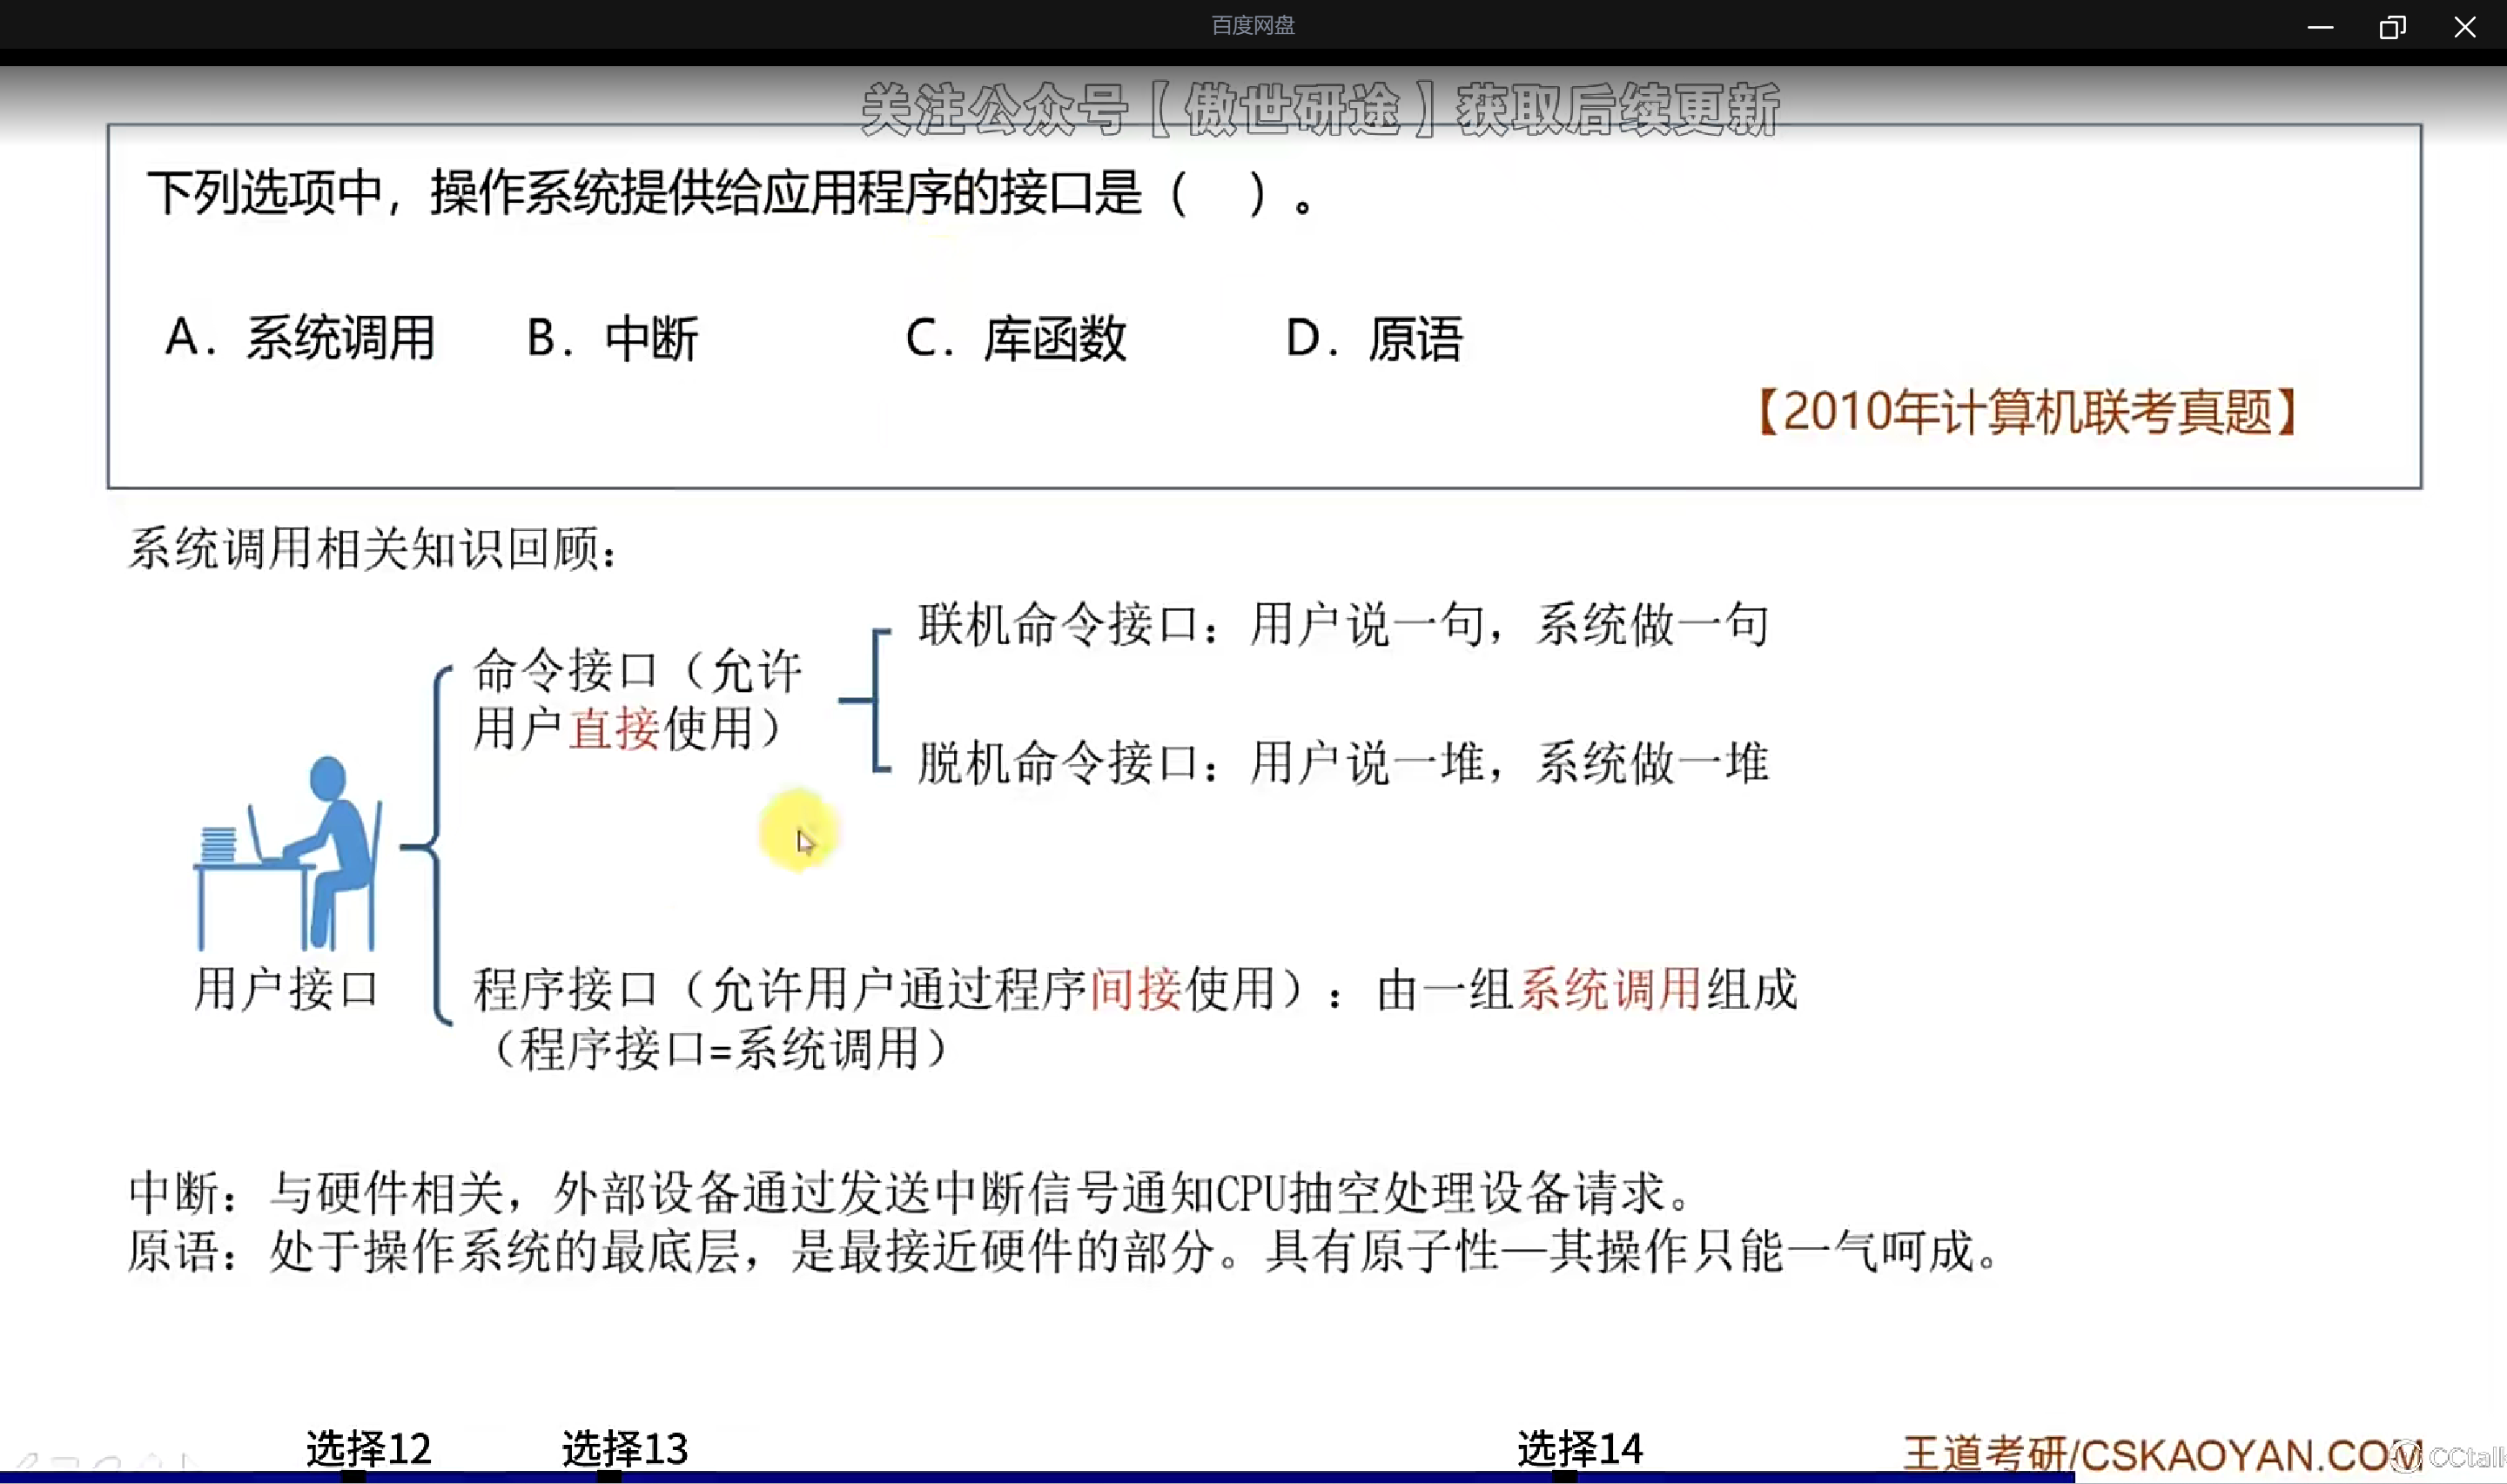 百度网盘
关注公众号【傲世研途】获取后续更新
下列选项中，操作系统提供给应用程序的接口是（　）。
A．系统调用　B．中断　C．库函数　D．原语
【2010年计算机联考真题】
系统调用相关知识回顾：
联机命令接口：用户说一句，系统做一句
命令接口（允许
用户直接使用）
脱机命令接口：用户说一堆，系统做一堆
用户接口
程序接口（允许用户通过程序间接使用）：由一组系统调用组成
（程序接口=系统调用）
中断：与硬件相关，外部设备通过发送中断信号通知CPU抽空处理设备请求。
原语：处于操作系统的最底层，是最接近硬件的部分。具有原子性—其操作只能一气呵成。
选择12　选择13　选择14
王道考研/CSKAOYAN.COM
CCtalk